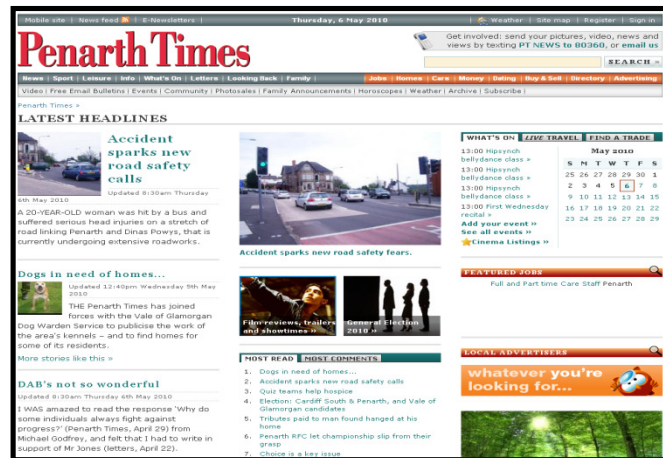 Mobile site | News feed | E-Newsletters |
Thursday, 6 May 2010
| Weather | Site map | Register | Sign in
Penarth Times
Get involved: send your pictures, video, news and
views by texting PT NEWS to 80360, or email us
SEARCH »
News | Sport | Leisure | Info | What's On | Letters | Looking Back | Family |
Jobs | Homes | Cars | Money | Dating | Buy & Sell | Directory | Advertising
Video | Free Email Bulletins | Events | Community | Photosales | Family Announcements | Horoscopes | Weather | Archive | Subscribe |
Penarth Times »
LATEST HEADLINES
Accident
sparks new
road safety
calls
Updated 8:30am Thursday
6th May 2010
A 20-YEAR-OLD woman was hit by a bus and
suffered serious head injuries on a stretch of
road linking Penarth and Dinas Powys, that is
currently undergoing extensive roadworks.
Dogs in need of homes...
Updated 12:40pm Wednesday 5th May
2010
THE Penarth Times has joined
forces with the Vale of Glamorgan
Dog Warden Service to publicise the work of
the area's kennels – and to find homes for
some of its residents.
More stories like this »
DAB's not so wonderful
Updated 8:30am Thursday 6th May 2010
I WAS amazed to read the response 'Why do
some individuals always fight against
progress?' (Penarth Times, April 29) from
Michael Godfrey, and felt that I had to write in
support of Mr Jones (letters, April 22).
Accident sparks new road safety fears.
Film reviews, trailers
and showtimes »
General Election
2010 »
MOST READ
MOST COMMENTS
1. Dogs in need of homes...
2. Accident sparks new road safety calls
3. Quiz teams help hospice
4. Election: Cardiff South & Penarth, and Vale of
Glamorgan candidates
5. Tributes paid to man found hanged at his
home
6. Penarth RFC let championship slip from their
grasp
7. Choice is a key issue
WHAT'S ON
LIVE TRAVEL
FIND A TRADE
13:00 Hipsynch
bellydance class »
13:00 Hipsynch
bellydance class »
13:00 Hipsynch
bellydance class »
13:00 First Wednesday
recital »
Add your event »
See all events »
Cinema Listings »
May 2010
S M T W T F S
25 26 27 28 29 30 1
2 3 4 5 6 7 8
9 10 11 12 13 14 15
16 17 18 19 20 21 22
23 24 25 26 27 28 29
FEATURED JOBS
Full and Part time Care Staff Penarth
LOCAL ADVERTISERS
whatever you're
looking for...